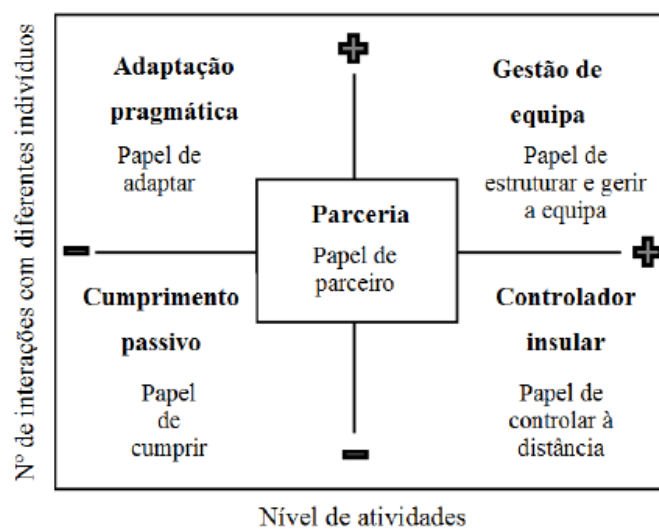 Nº de interações com diferentes indivíduos
Adaptação
pragmática
Papel de
adaptar
Gestão de
equipa
Papel de
estruturar e gerir
a equipa
Parceria
Papel de
parceiro
Cumprimento
passivo
Papel
de
cumprir
Controlador
insular
Papel de
controlar à
distância
Nível de atividades